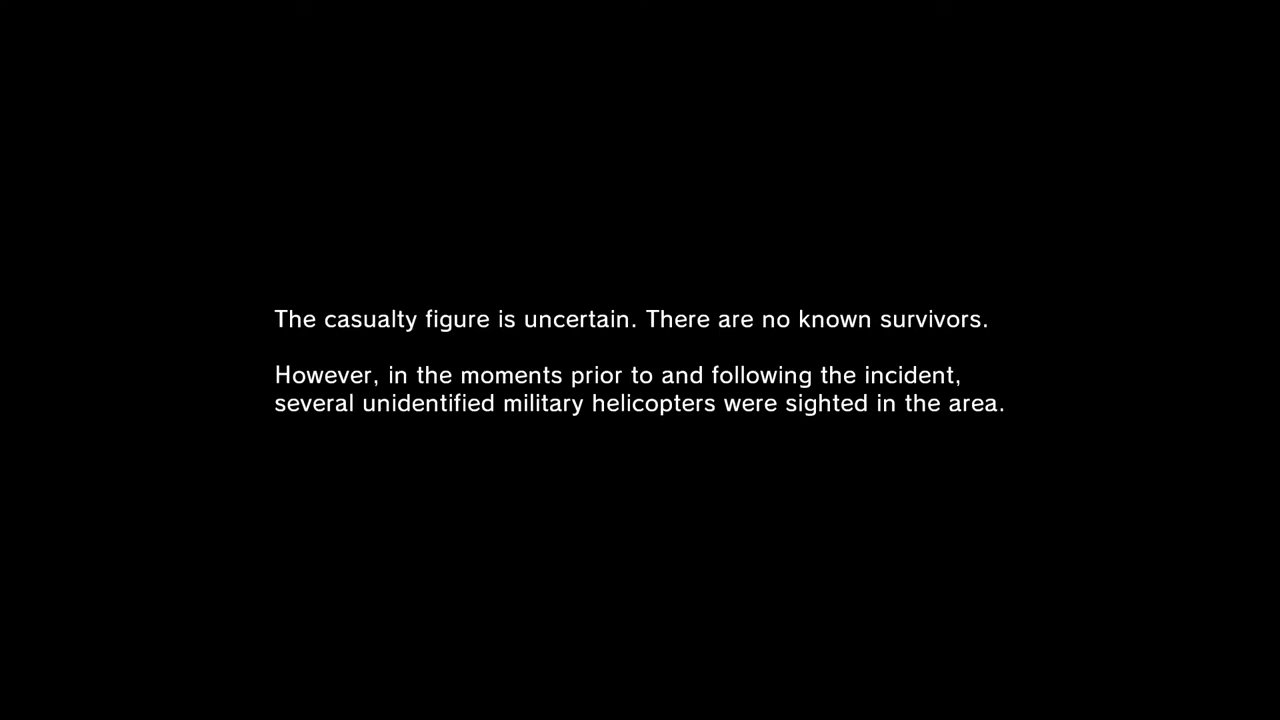 The casualty figure is uncertain. There are no known survivors.
However, in the moments prior to and following the incident,
several unidentified military helicopters were sighted in the area.